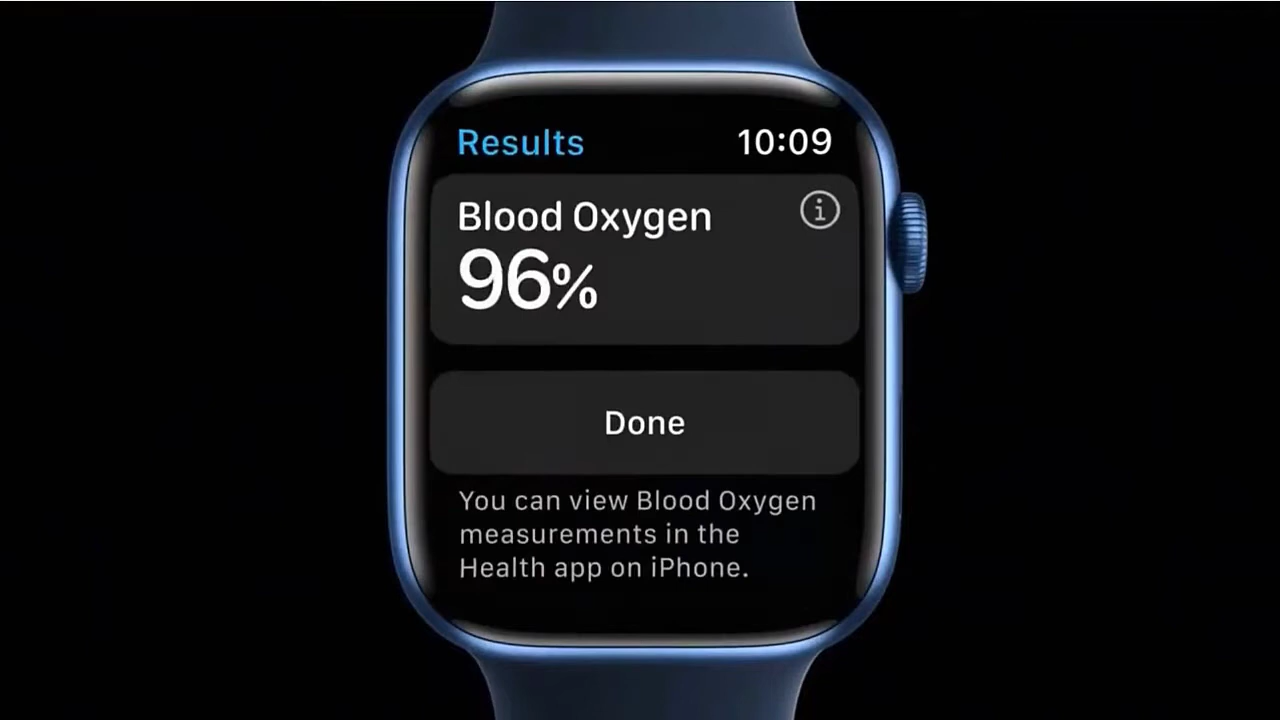 Results 10:09
Blood Oxygen
96%
Done
You can view Blood Oxygen
measurements in the
Health app on iPhone.